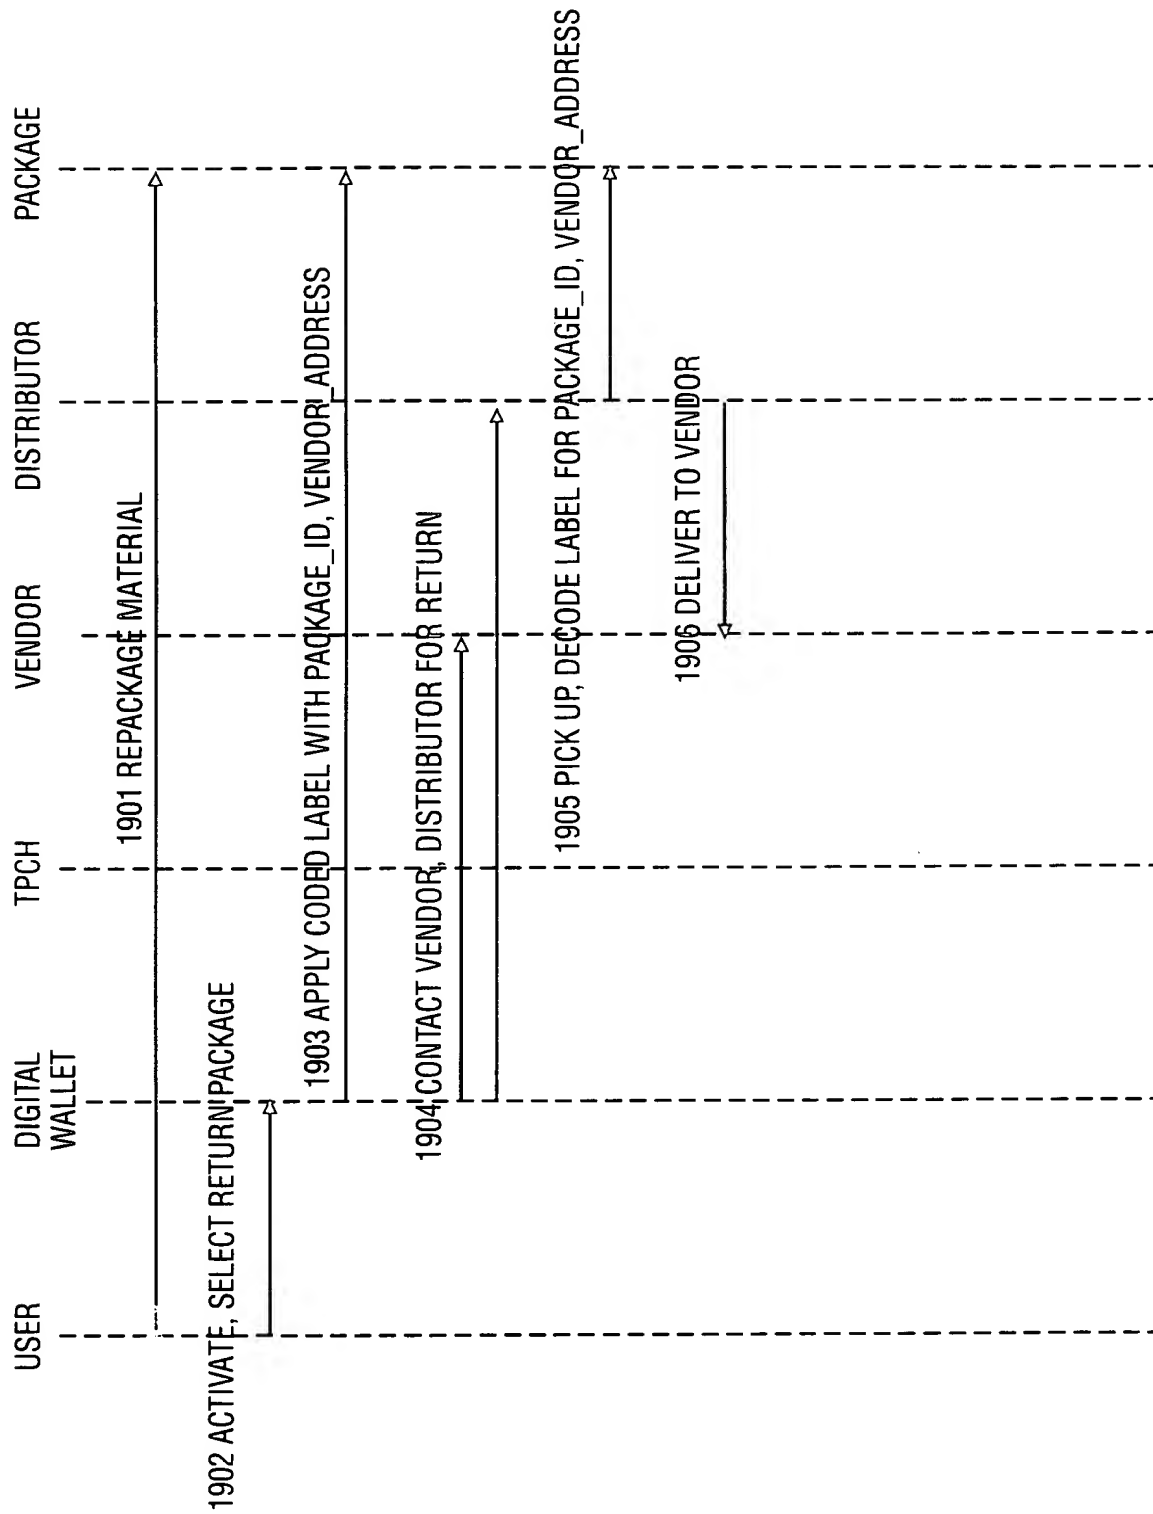 USER
DIGITAL
WALLET
TPCH
VENDOR
DISTRIBUTOR
PACKAGE
1901 REPACKAGE MATERIAL
1902 ACTIVATE, SELECT RETURN PACKAGE
1903 APPLY CODED LABEL WITH PACKAGE_ID, VENDOR_ADDRESS
1904 CONTACT VENDOR, DISTRIBUTOR FOR RETURN
1905 PICK UP, DECODE LABEL FOR PACKAGE_ID, VENDOR_ADDRESS
1906 DELIVER TO VENDOR